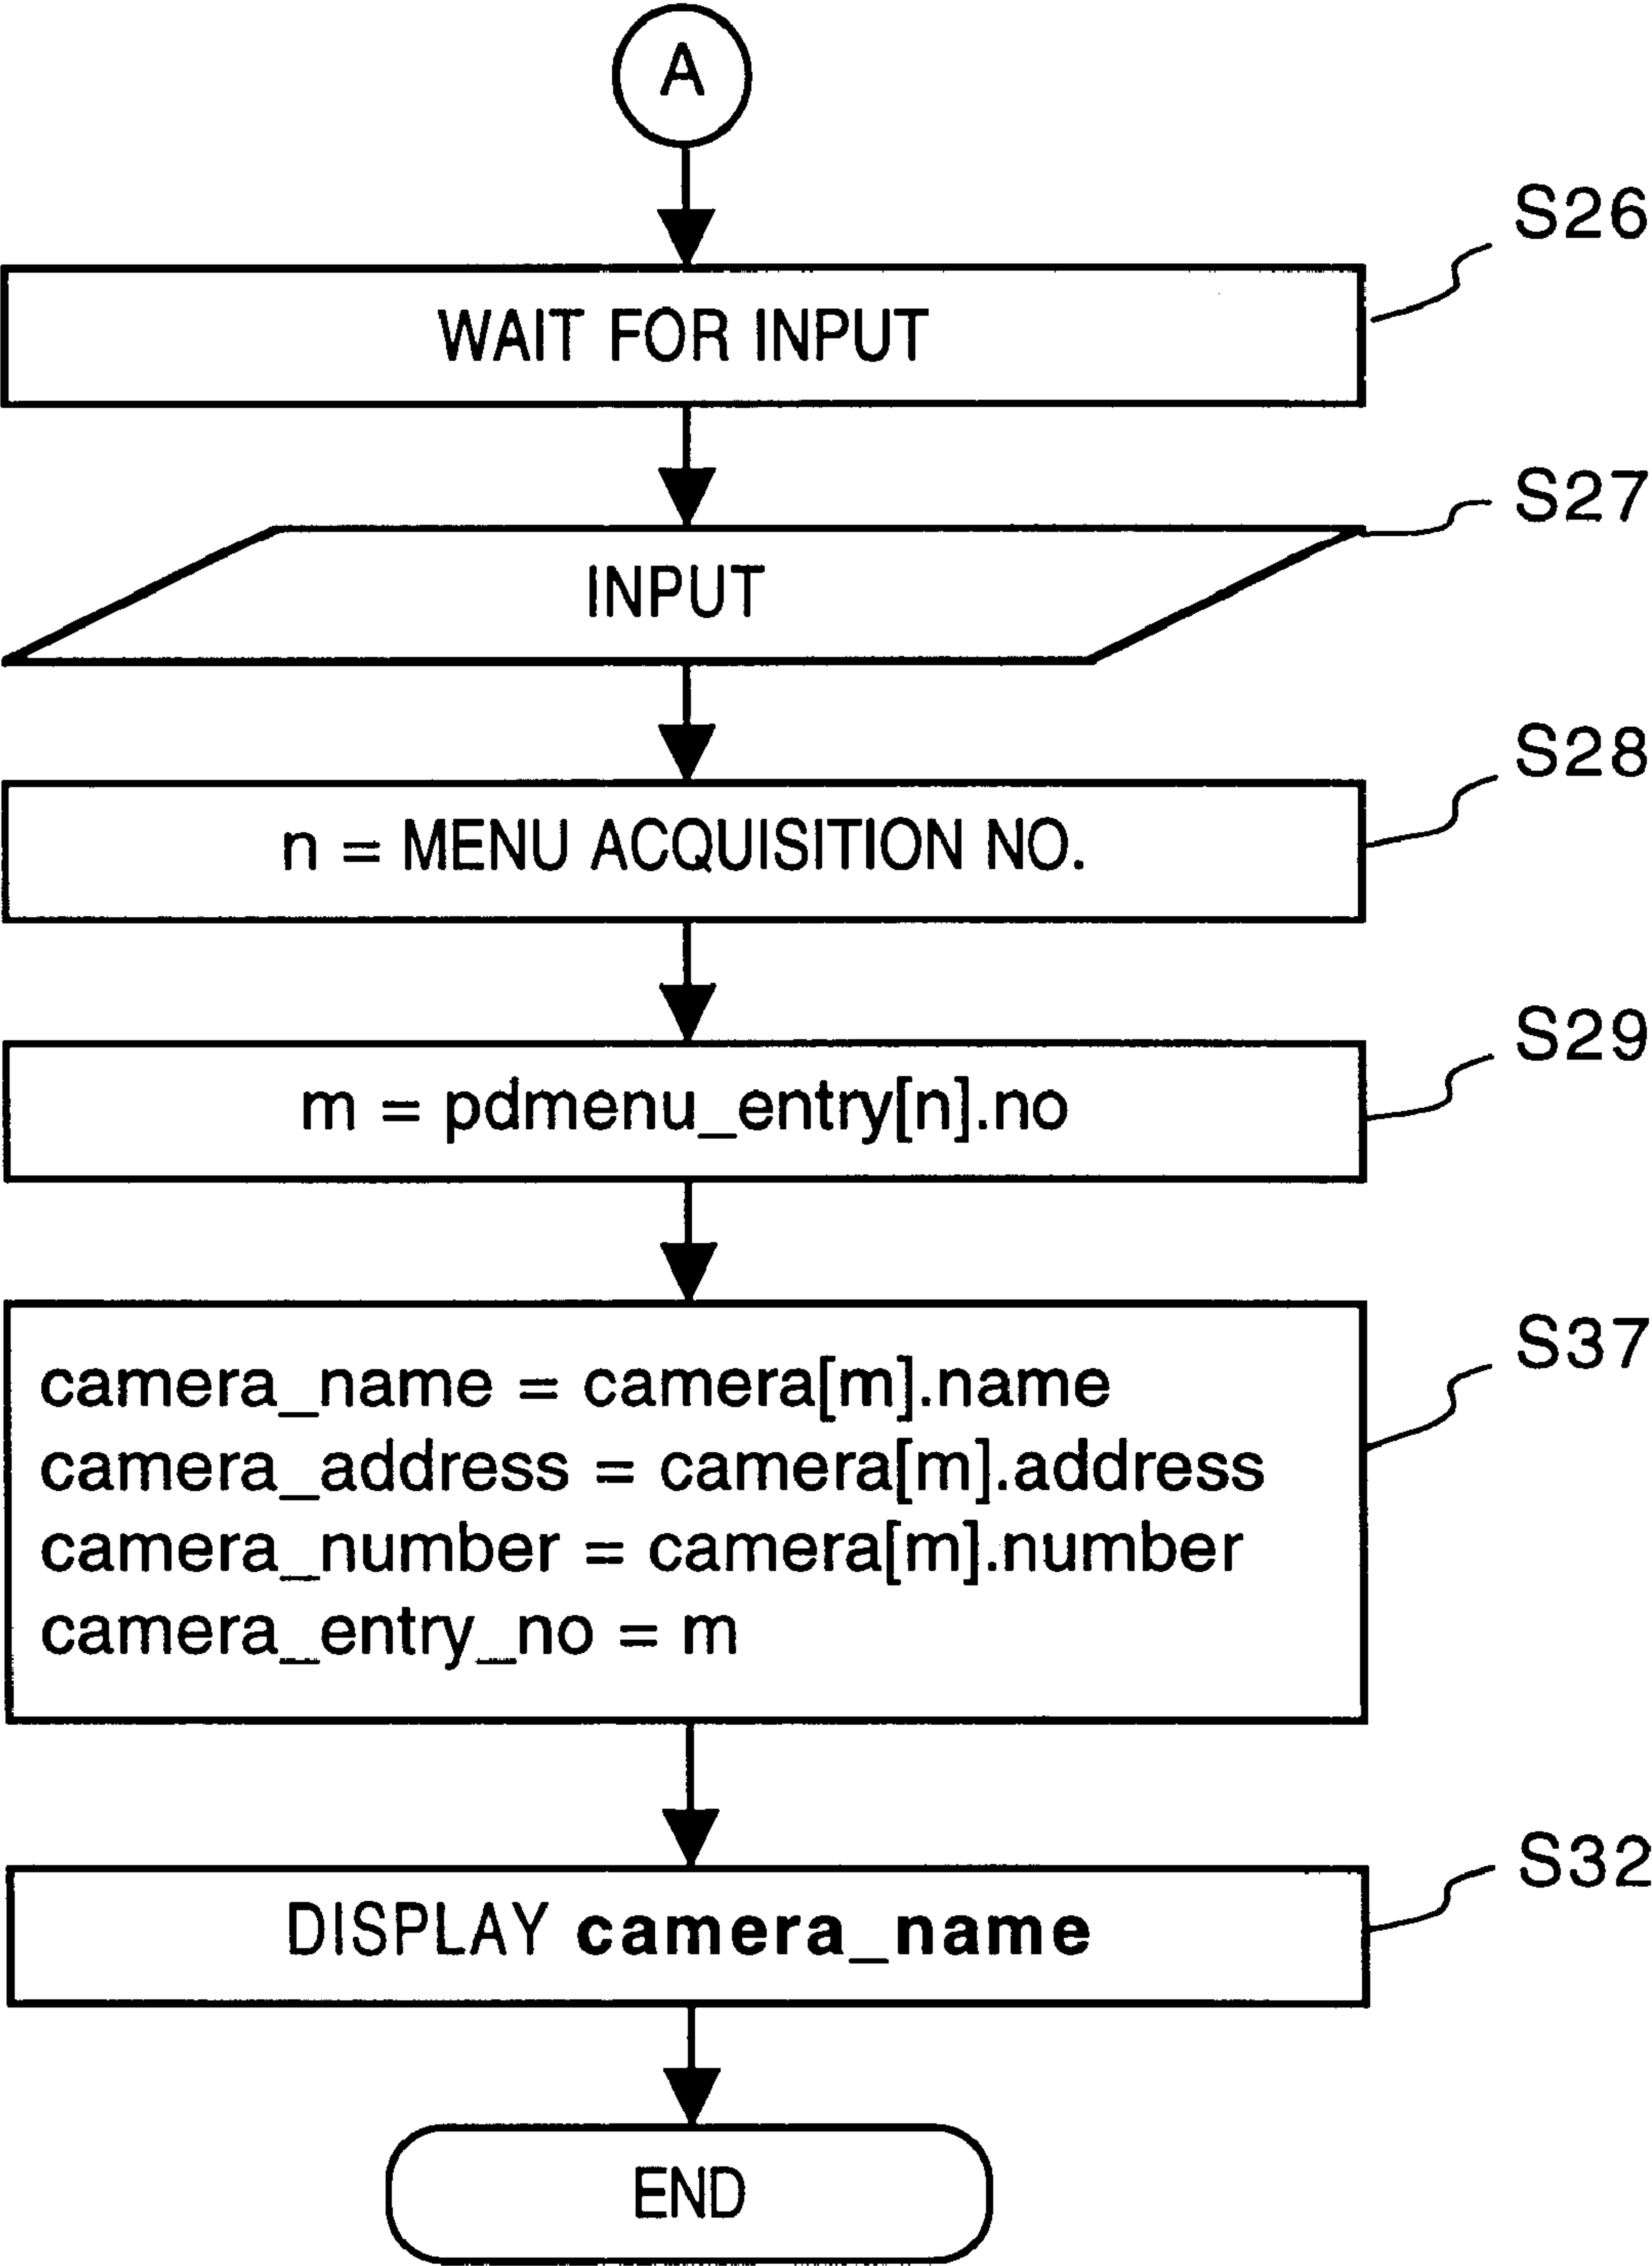 A
S26
WAIT FOR INPUT
S27
INPUT
S28
n = MENU ACQUISITION NO.
S29
m = pdmenu_entry[n].no
S37
camera_name = camera[m].name
camera_address = camera[m].address
camera_number = camera[m].number
camera_entry_no = m
S32
DISPLAY camera_name
END